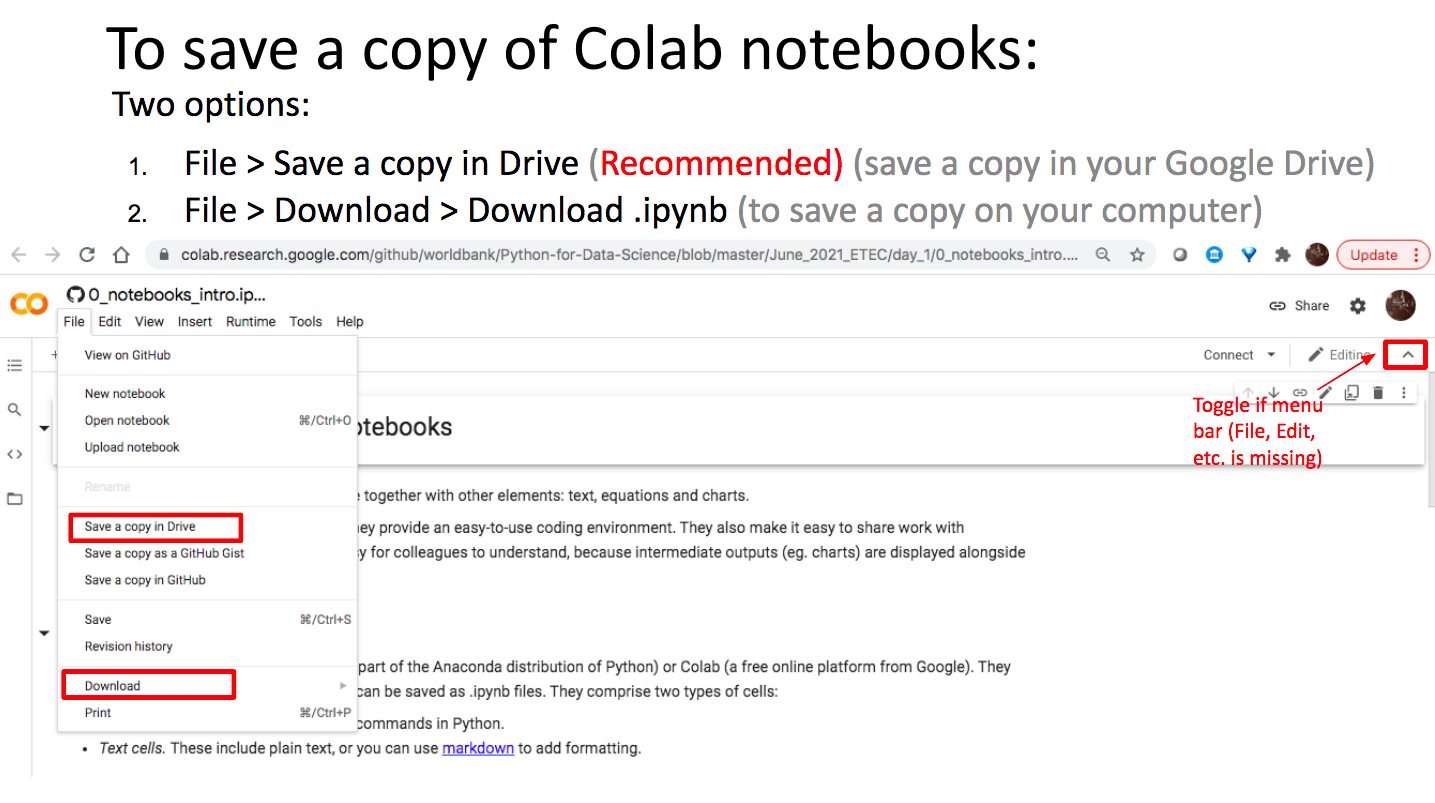 To save a copy of Colab notebooks:
Two options:
1. File > Save a copy in Drive (Recommended) (save a copy in your Google Drive)
2. File > Download > Download .ipynb (to save a copy on your computer)
colab.research.google.com/github/worldbank/Python-for-Data-Science/blob/master/June_2021_ETEC/day_1/0_notebooks_intro....
Update
0_notebooks_intro.ip...
Share
File Edit View Insert Runtime Tools Help
View on GitHub
Connect
Editing
New notebook
Toggle if menu
bar (File, Edit,
etc. is missing)
Open notebook ⌘/Ctrl+O
Upload notebook
Rename
together with other elements: text, equations and charts.
Save a copy in Drive
ey provide an easy-to-use coding environment. They also make it easy to share work with
Save a copy as a GitHub Gist
for colleagues to understand, because intermediate outputs (eg. charts) are displayed alongside
Save a copy in GitHub
Save ⌘/Ctrl+S
Revision history
part of the Anaconda distribution of Python) or Colab (a free online platform from Google). They
Download
can be saved as .ipynb files. They comprise two types of cells:
Print ⌘/Ctrl+P
commands in Python.
• Text cells. These include plain text, or you can use markdown to add formatting.